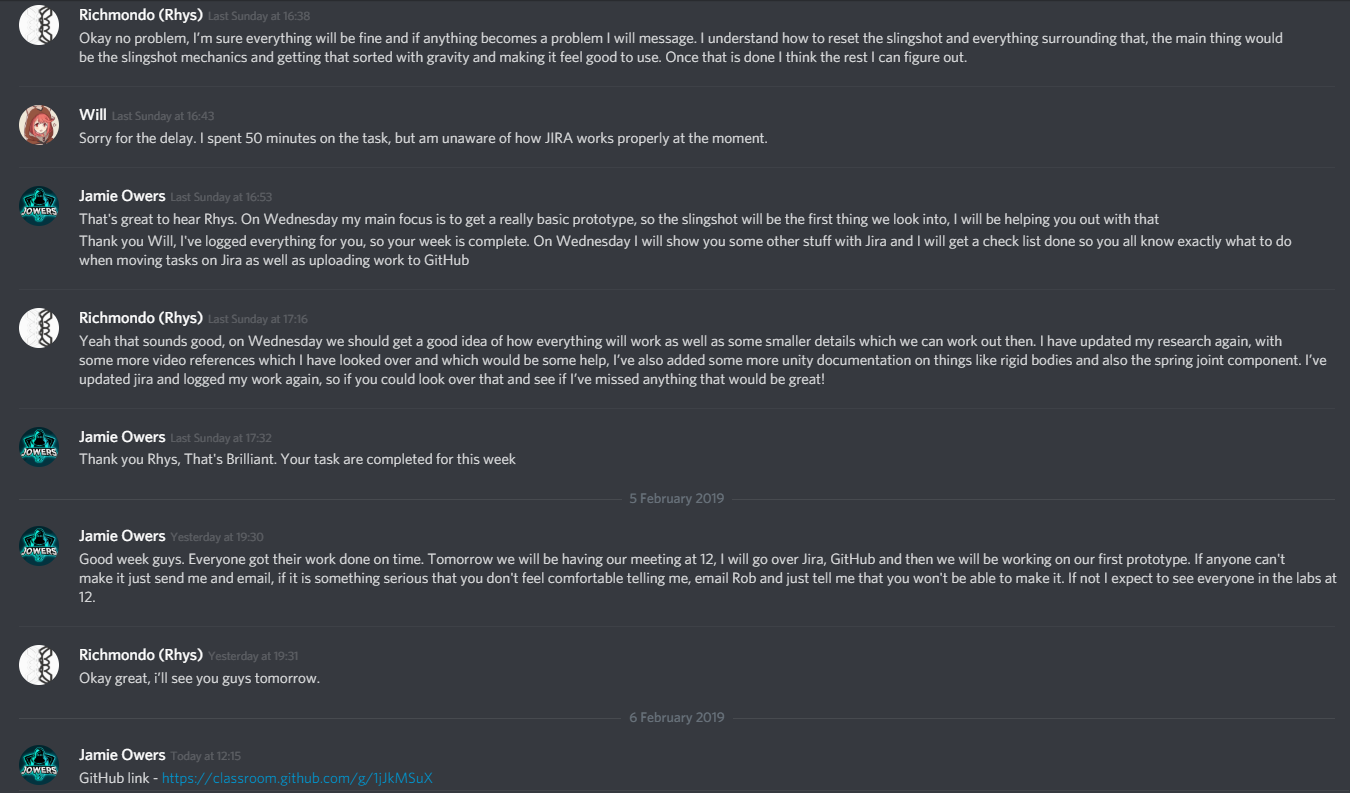 Richmondo (Rhys) Last Sunday at 16:38
Okay no problem, I'm sure everything will be fine and if anything becomes a problem I will message. I understand how to reset the slingshot and everything surrounding that, the main thing would
be the slingshot mechanics and getting that sorted with gravity and making it feel good to use. Once that is done I think the rest I can figure out.
Will Last Sunday at 16:43
Sorry for the delay. I spent 50 minutes on the task, but am unaware of how JIRA works properly at the moment.
JOWERS
Jamie Owers Last Sunday at 16:53
That's great to hear Rhys. On Wednesday my main focus is to get a really basic prototype, so the slingshot will be the first thing we look into, I will be helping you out with that
Thank you Will, I've logged everything for you, so your week is complete. On Wednesday I will show you some other stuff with Jira and I will get a check list done so you all know exactly what to do
when moving tasks on Jira as well as uploading work to GitHub
Richmondo (Rhys) Last Sunday at 17:16
Yeah that sounds good, on Wednesday we should get a good idea of how everything will work as well as some smaller details which we can work out then. I have updated my research again, with
some more video references which I have looked over and which would be some help, I've also added some more unity documentation on things like rigid bodies and also the spring joint component. I've
updated jira and logged my work again, so if you could look over that and see if I've missed anything that would be great!
JOWERS
Jamie Owers Last Sunday at 17:32
Thank you Rhys, That's Brilliant. Your task are completed for this week
5 February 2019
JOWERS
Jamie Owers Yesterday at 19:30
Good week guys. Everyone got their work done on time. Tomorrow we will be having our meeting at 12, I will go over Jira, GitHub and then we will be working on our first prototype. If anyone can't
make it just send me and email, if it is something serious that you don't feel comfortable telling me, email Rob and just tell me that you won't be able to make it. If not I expect to see everyone in the labs at
12.
Richmondo (Rhys) Yesterday at 19:31
Okay great, i'll see you guys tomorrow.
6 February 2019
JOWERS
Jamie Owers Today at 12:15
GitHub link - https://classroom.github.com/g/1jJkMSuX